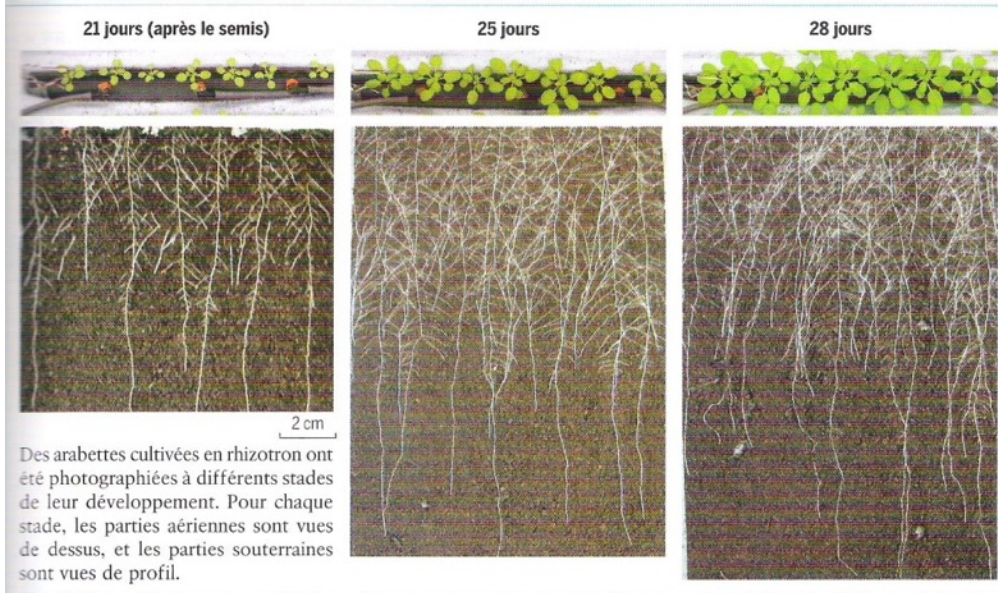 21 jours (après le semis)
25 jours
28 jours
2 cm
Des arabettes cultivées en rhizotron ont
été photographiées à différents stades
de leur développement. Pour chaque
stade, les parties aériennes sont vues
de dessus, et les parties souterraines
sont vues de profil.